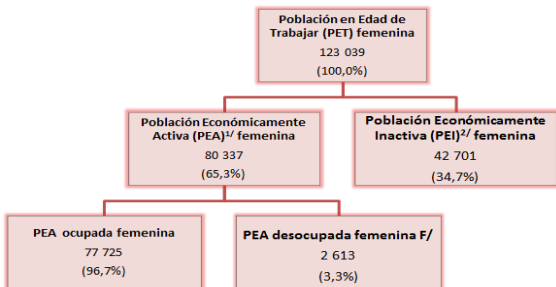 Población en Edad de
Trabajar (PET) femenina
123 039
(100,0%)
Población Económicamente
Activa (PEA)1/ femenina
80 337
(65,3%)
Población Económicamente
Inactiva (PEI)2/ femenina
42 701
(34,7%)
PEA ocupada femenina
77 725
(96,7%)
PEA desocupada femenina F/
2 613
(3,3%)